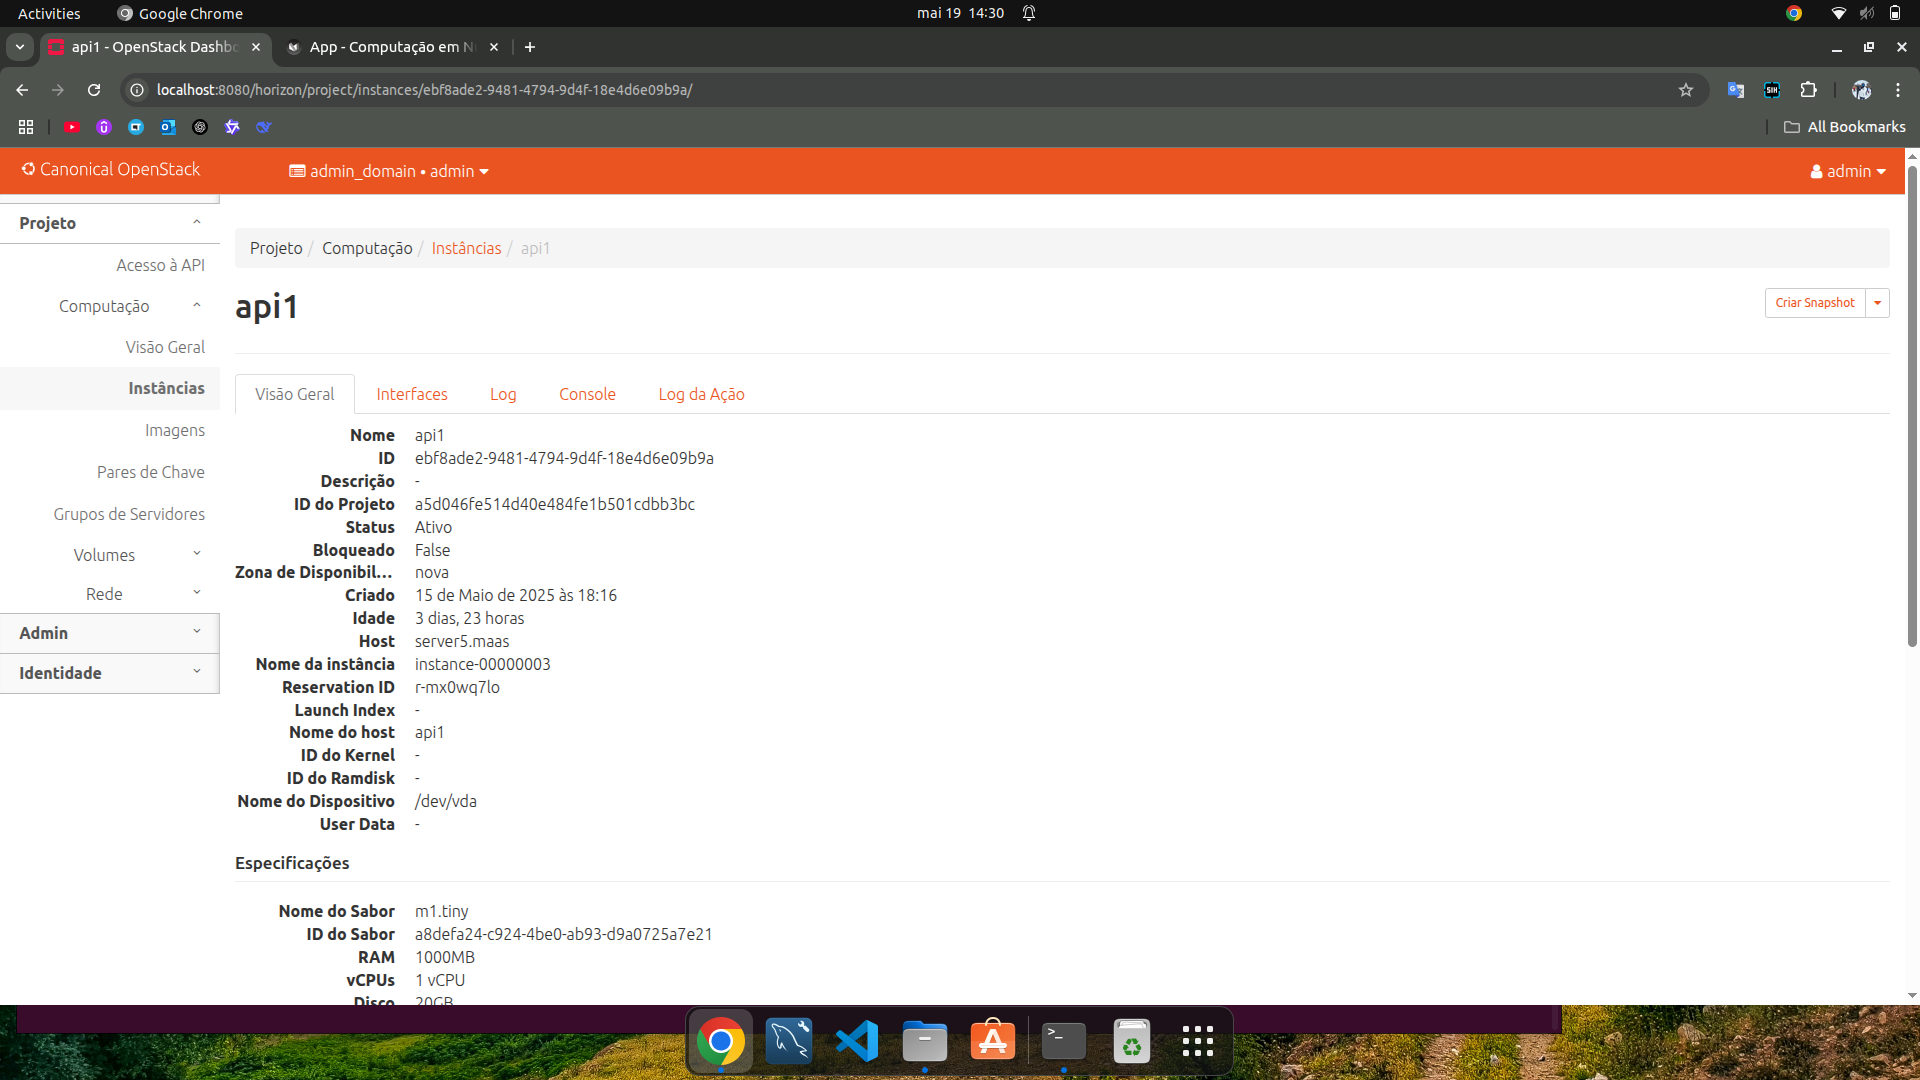 Activities
Google Chrome
mai 19 14:30
api1 - OpenStack Dashbo
App - Computação em N
localhost:8080/horizon/project/instances/ebf8ade2-9481-4794-9d4f-18e4d6e09b9a/
All Bookmarks
Canonical OpenStack
admin_domain • admin
admin
Projeto
Acesso à API
Computação
Visão Geral
Instâncias
Imagens
Pares de Chave
Grupos de Servidores
Volumes
Rede
Admin
Identidade
Projeto / Computação / Instâncias / api1
api1
Criar Snapshot
Visão Geral
Interfaces
Log
Console
Log da Ação
Nome api1
ID ebf8ade2-9481-4794-9d4f-18e4d6e09b9a
Descrição -
ID do Projeto a5d046fe514d40e484fe1b501cdbb3bc
Status Ativo
Bloqueado False
Zona de Disponibil... nova
Criado 15 de Maio de 2025 às 18:16
Idade 3 dias, 23 horas
Host server5.maas
Nome da instância instance-00000003
Reservation ID r-mx0wq7lo
Launch Index -
Nome do host api1
ID do Kernel -
ID do Ramdisk -
Nome do Dispositivo /dev/vda
User Data -
Especificações
Nome do Sabor m1.tiny
ID do Sabor a8defa24-c924-4be0-ab93-d9a0725a7e21
RAM 1000MB
vCPUs 1 vCPU
Disco 20GB